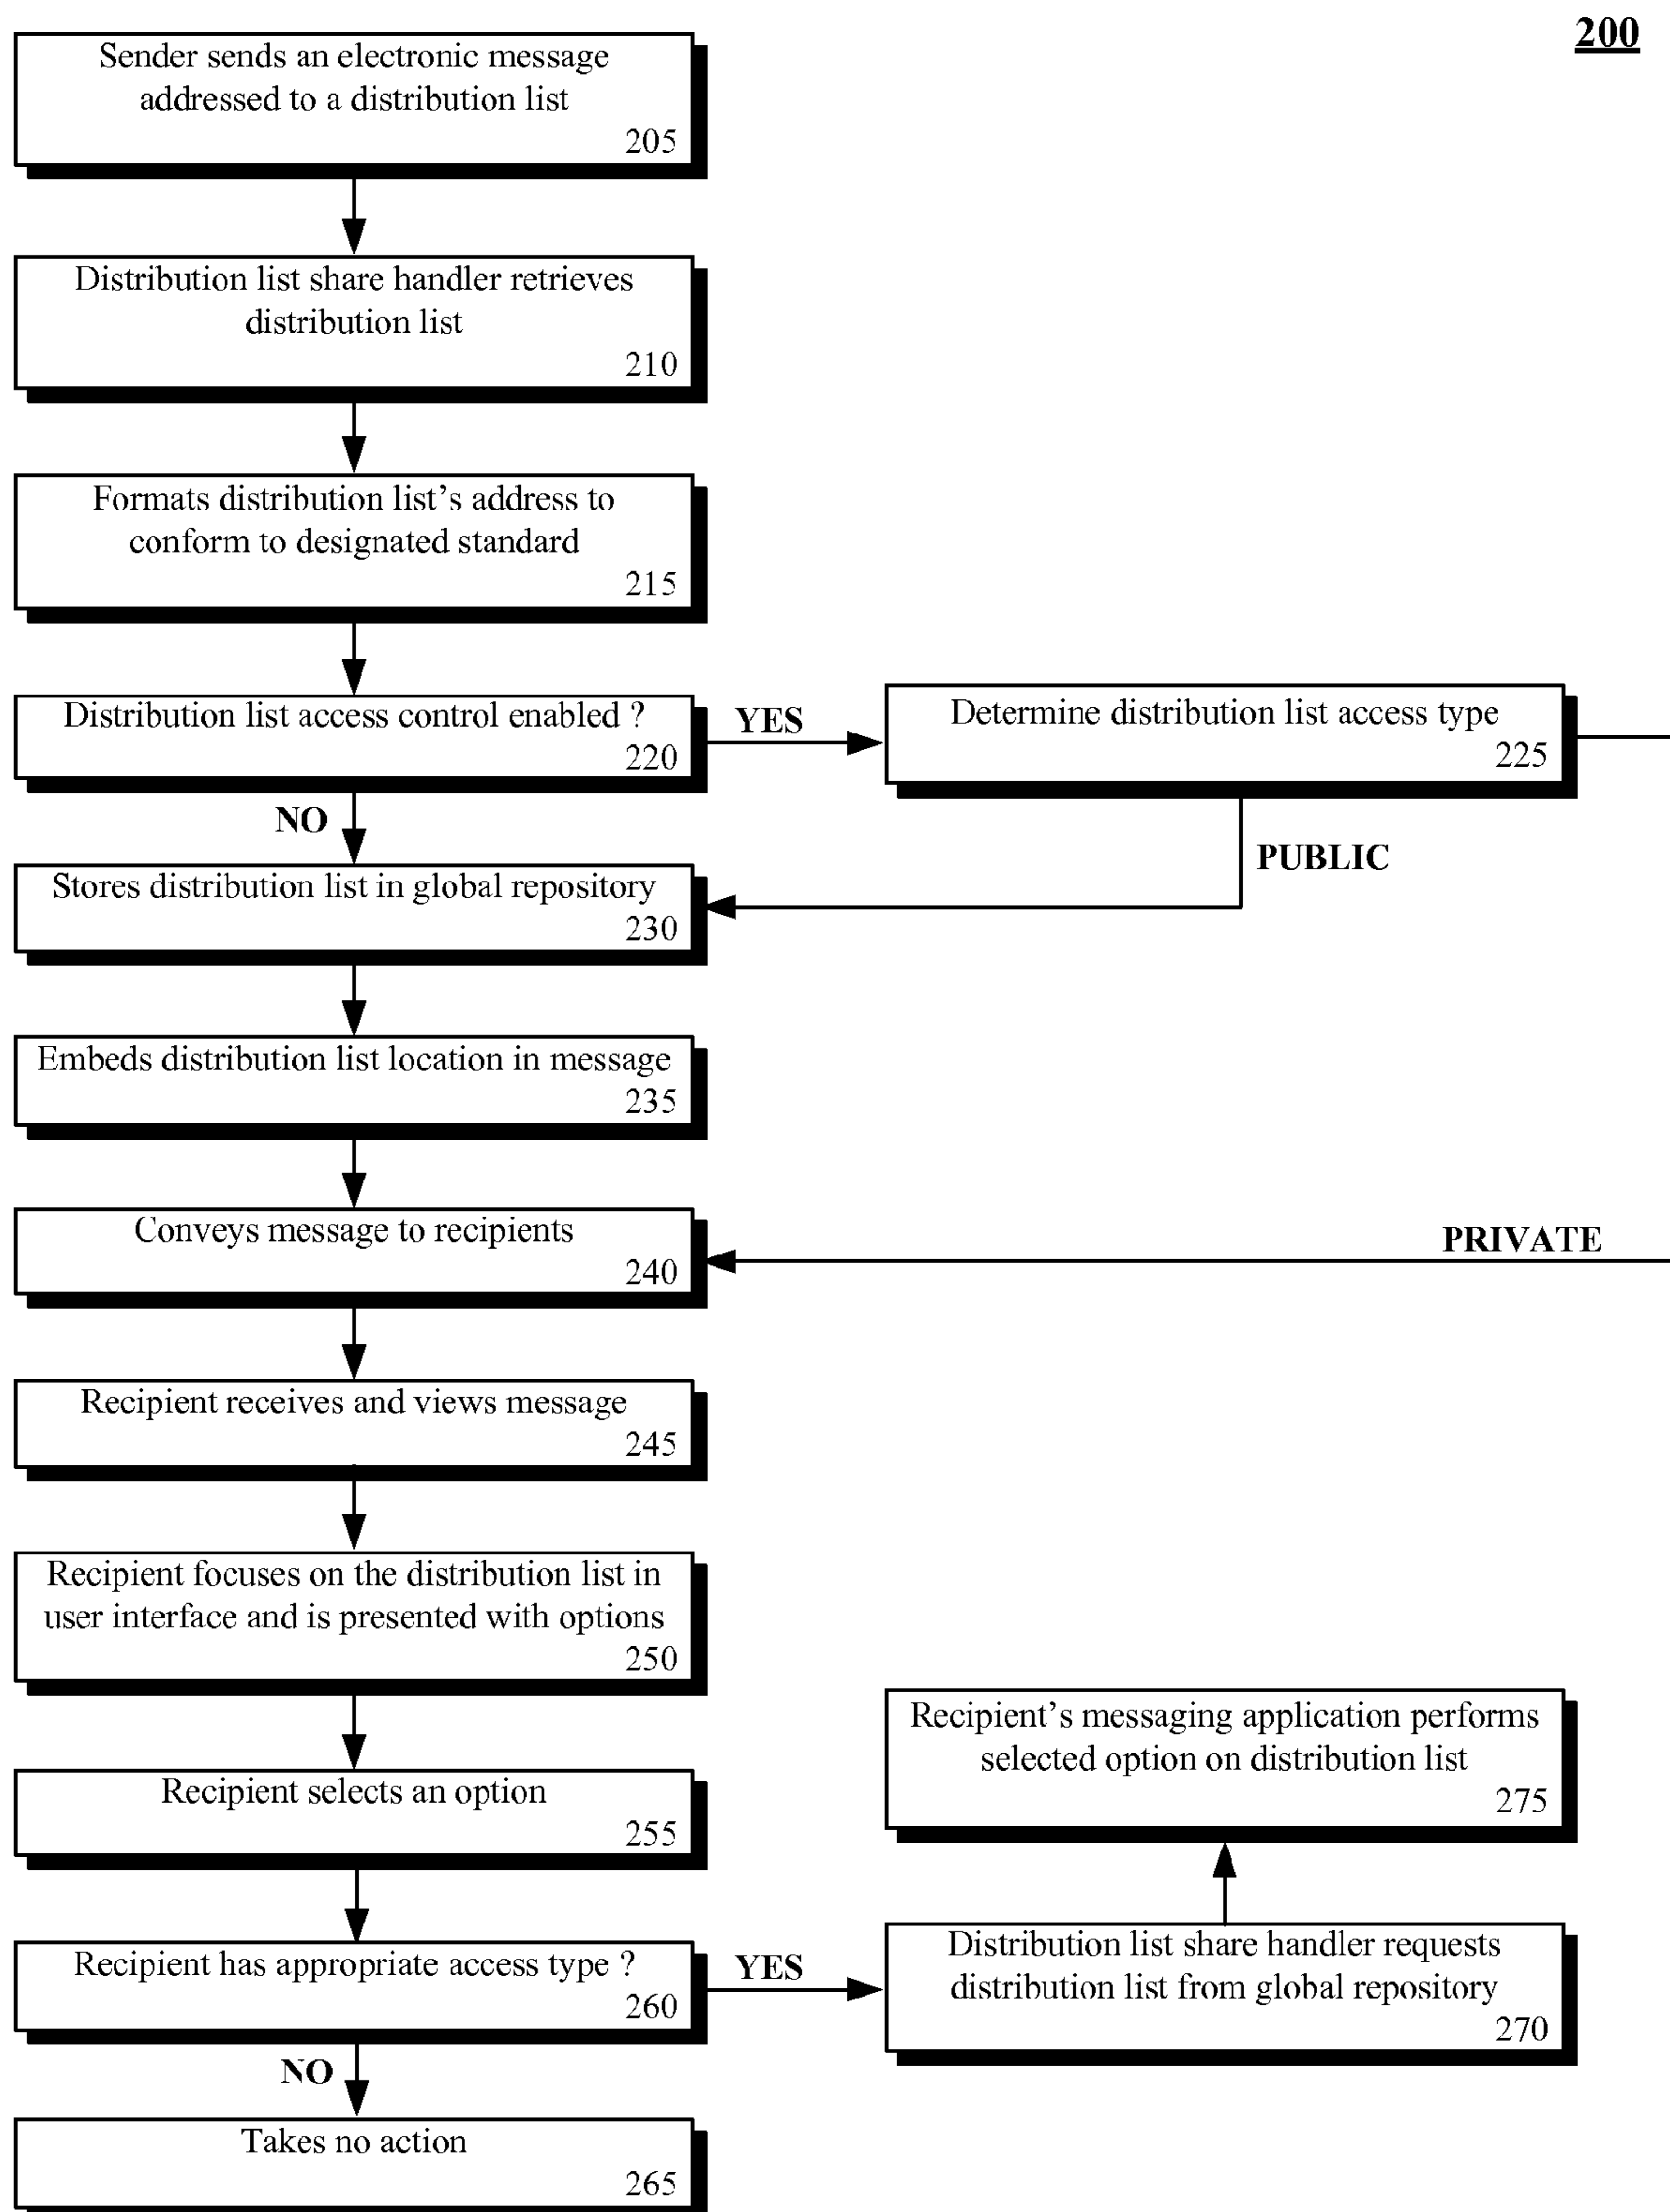 200
Sender sends an electronic message
addressed to a distribution list
205
Distribution list share handler retrieves
distribution list
210
Formats distribution list’s address to
conform to designated standard
215
Distribution list access control enabled ?
220
YES
Determine distribution list access type
225
NO
PUBLIC
Stores distribution list in global repository
230
Embeds distribution list location in message
235
Conveys message to recipients
240
PRIVATE
Recipient receives and views message
245
Recipient focuses on the distribution list in
user interface and is presented with options
250
Recipient selects an option
255
Recipient has appropriate access type ?
260
YES
Distribution list share handler requests
distribution list from global repository
270
Recipient’s messaging application performs
selected option on distribution list
275
NO
Takes no action
265